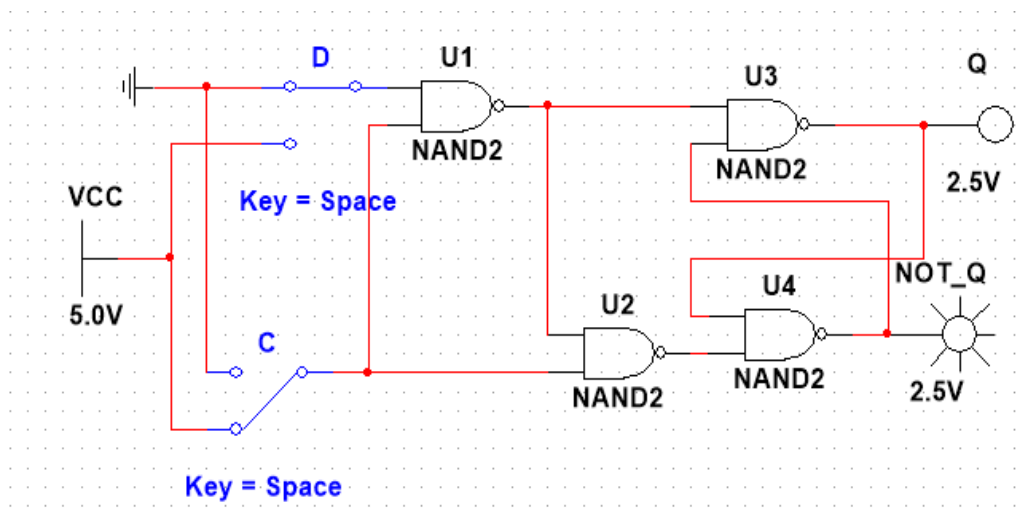 D
U1
U3
Q
NAND2
NAND2
2.5V
VCC
Key = Space
5.0V
NOT_Q
U4
U2
C
NAND2
2.5V
NAND2
Key = Space